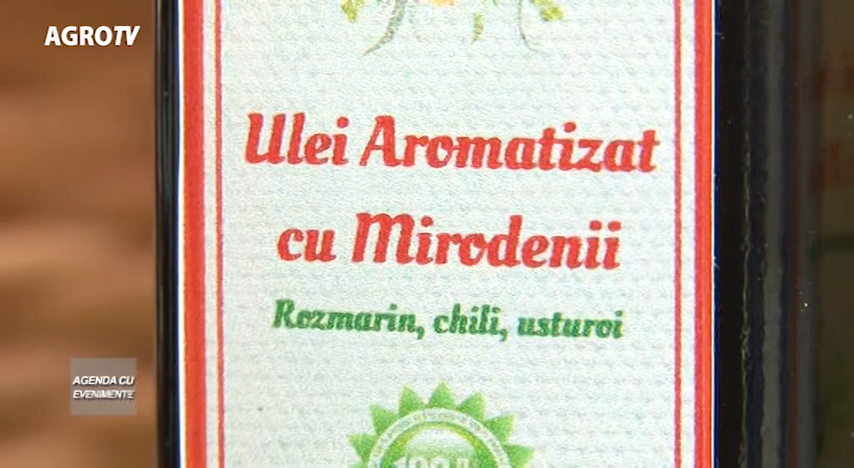 AGROTV
Ulei Aromatizat
cu Mirodenii
Rozmarin, chili, usturoi
AGENDA CU
EVENIMENTE